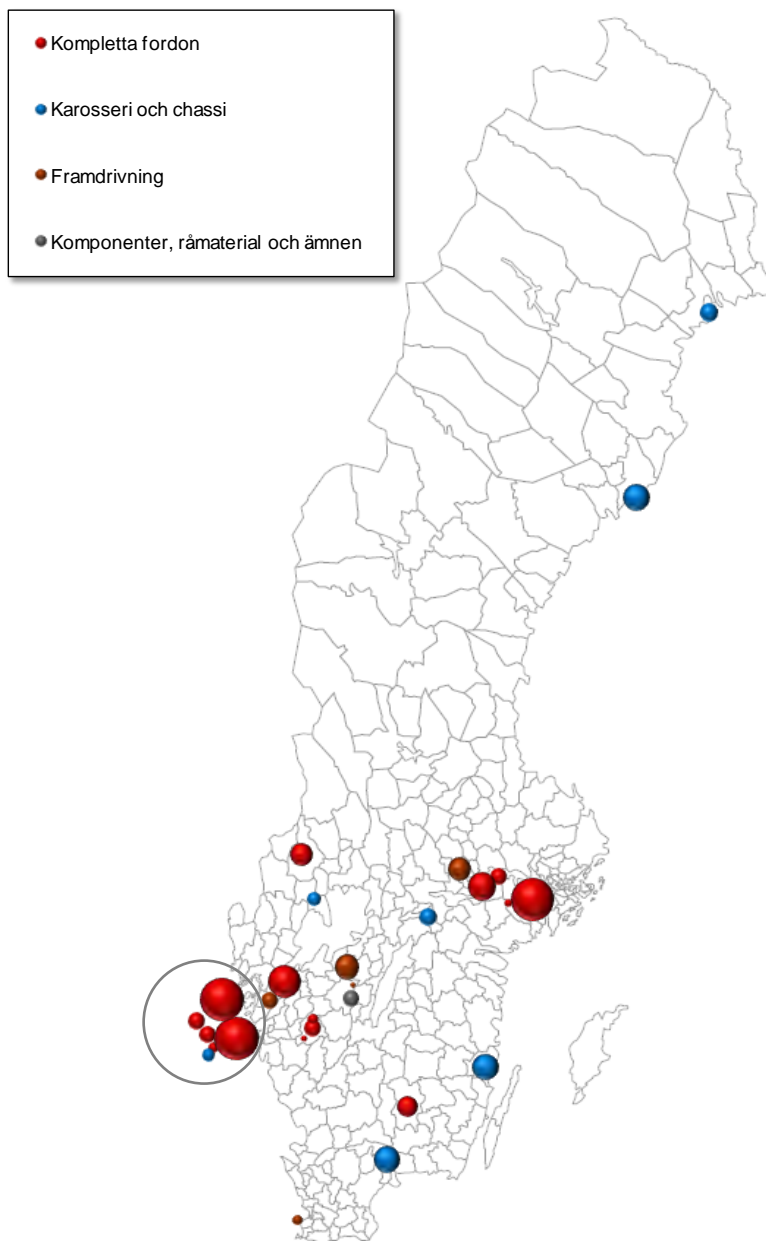 Kompletta fordon
Karosseri och chassi
Framdrivning
Komponenter, råmaterial och ämnen